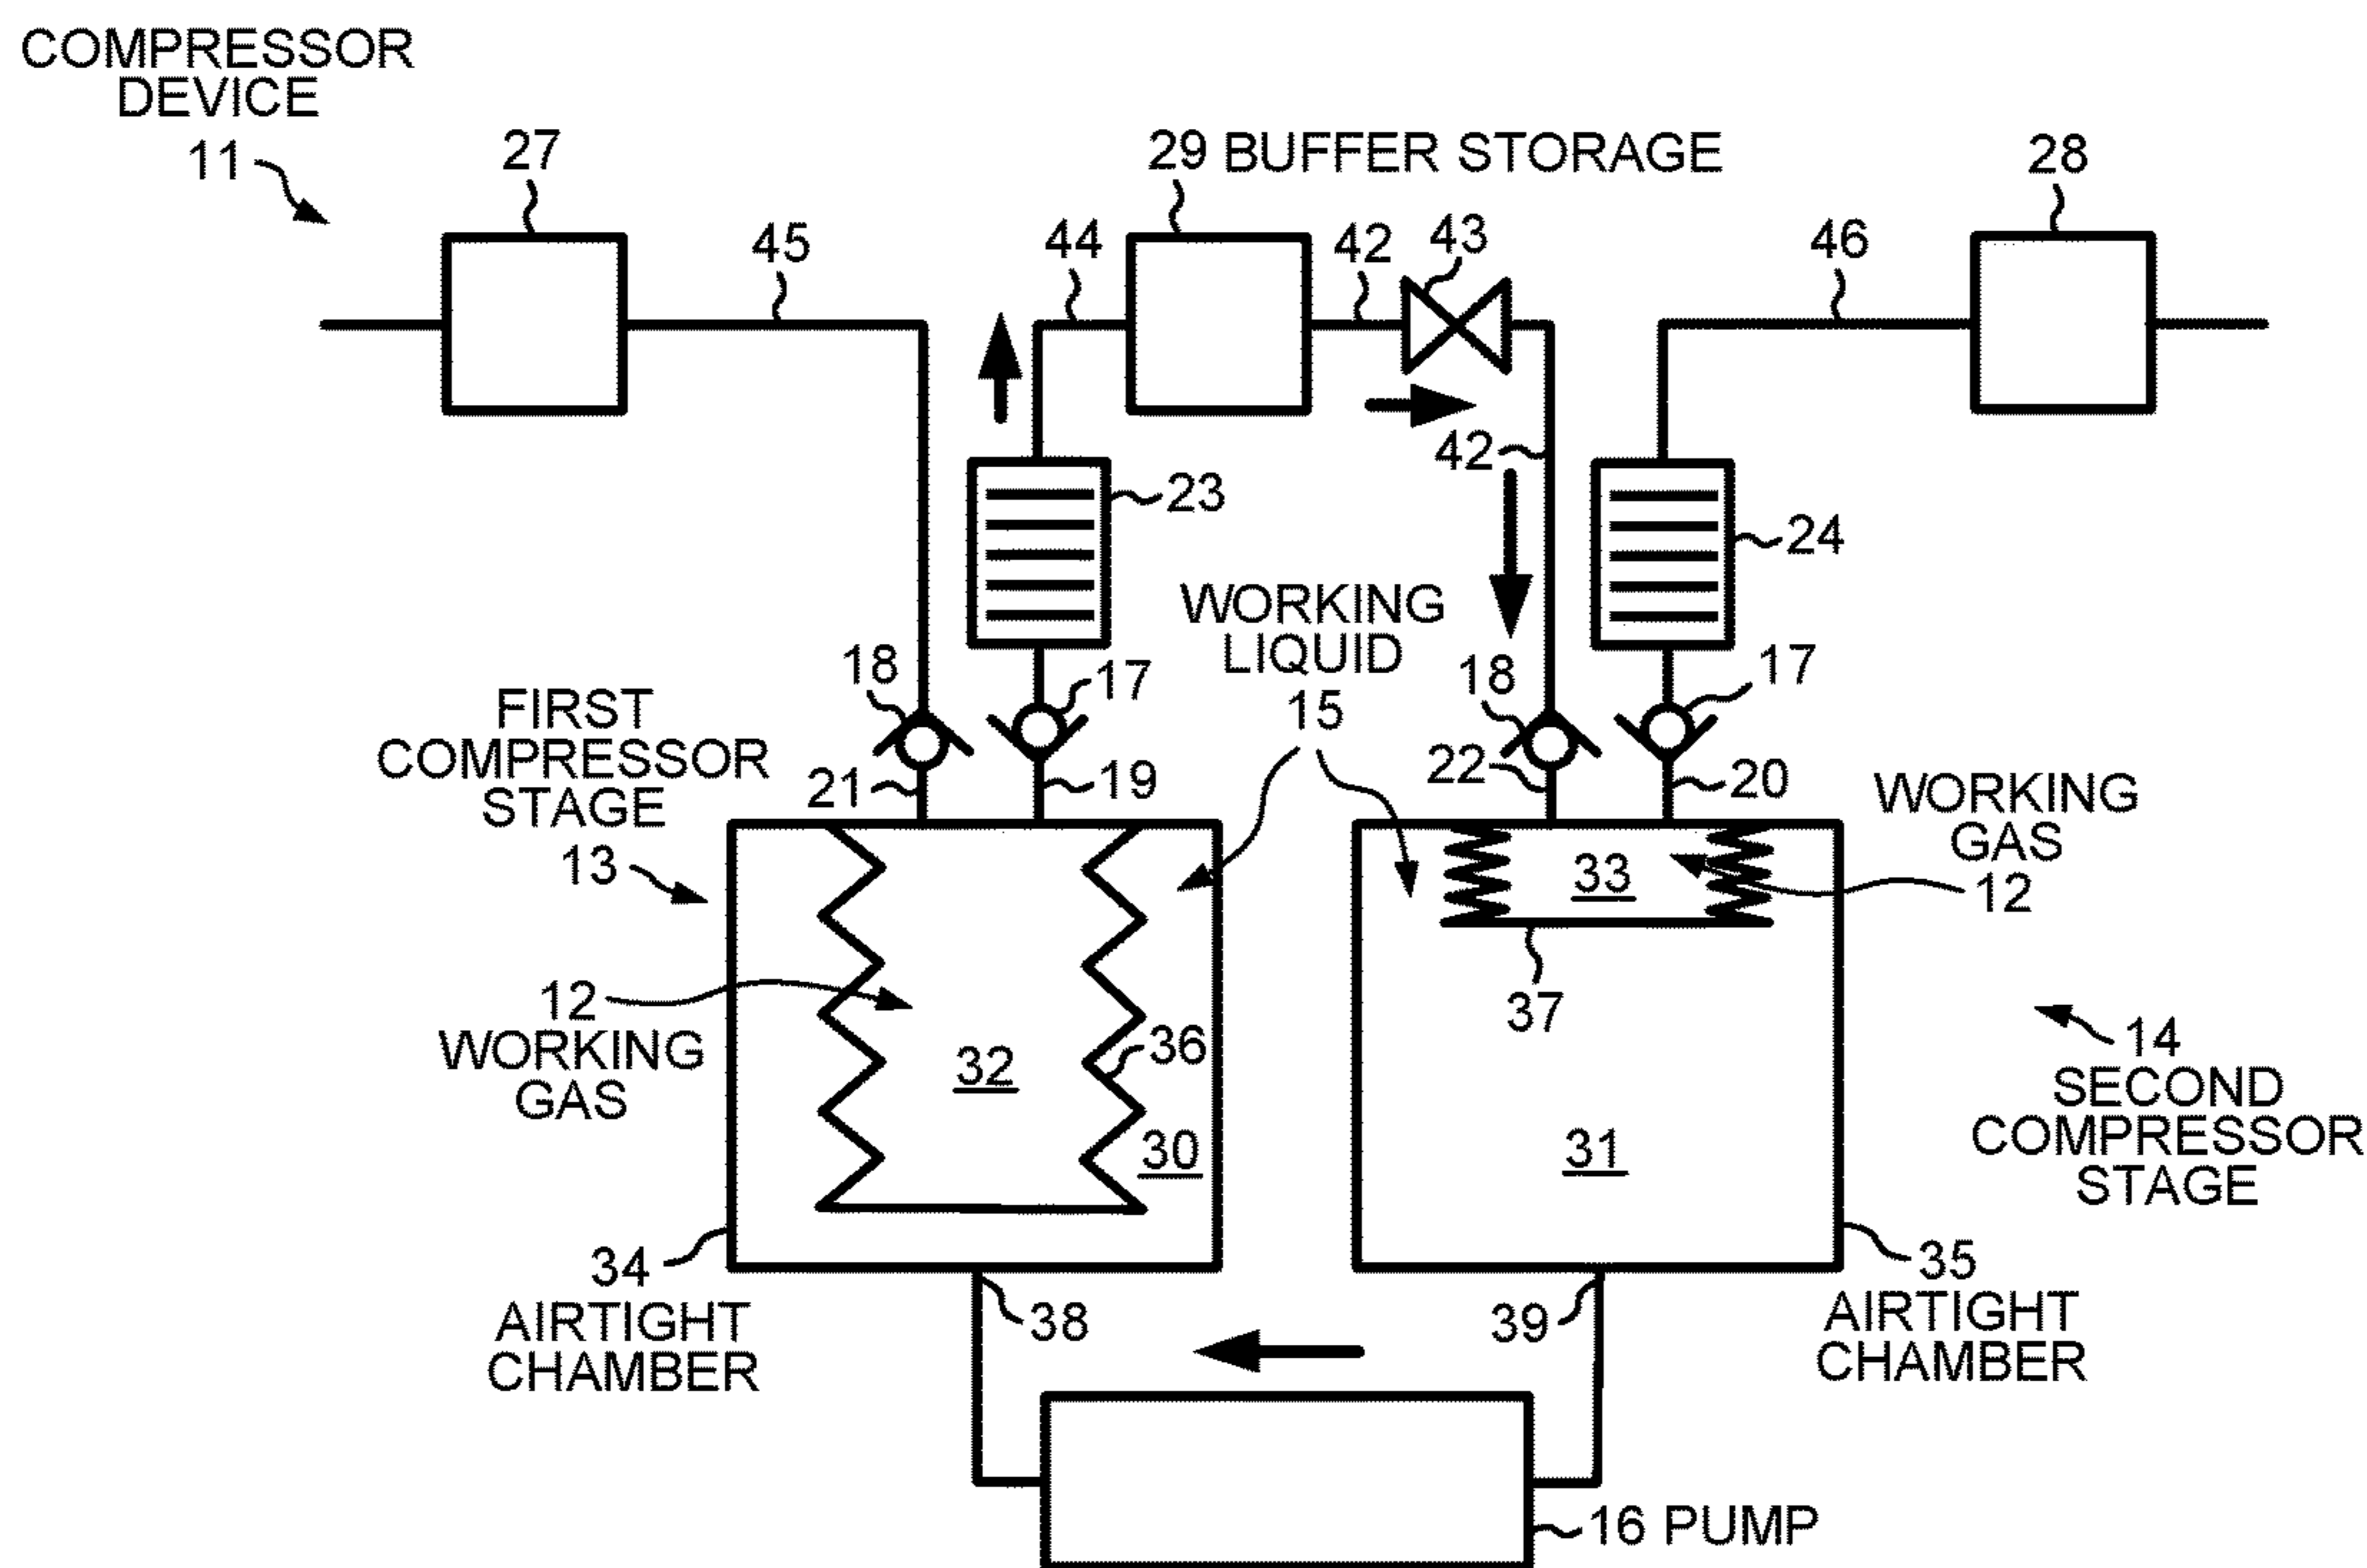 COMPRESSOR
DEVICE
11
27
29 BUFFER STORAGE
28
45
44
42
43
46
42
23
24
WORKING
LIQUID
15
18
17
18
17
FIRST
COMPRESSOR
STAGE
13
21
19
22
20
WORKING
GAS
12
33
37
12
WORKING
GAS
32
36
30
31
14
SECOND
COMPRESSOR
STAGE
34
AIRTIGHT
CHAMBER
38
39
35
AIRTIGHT
CHAMBER
16 PUMP